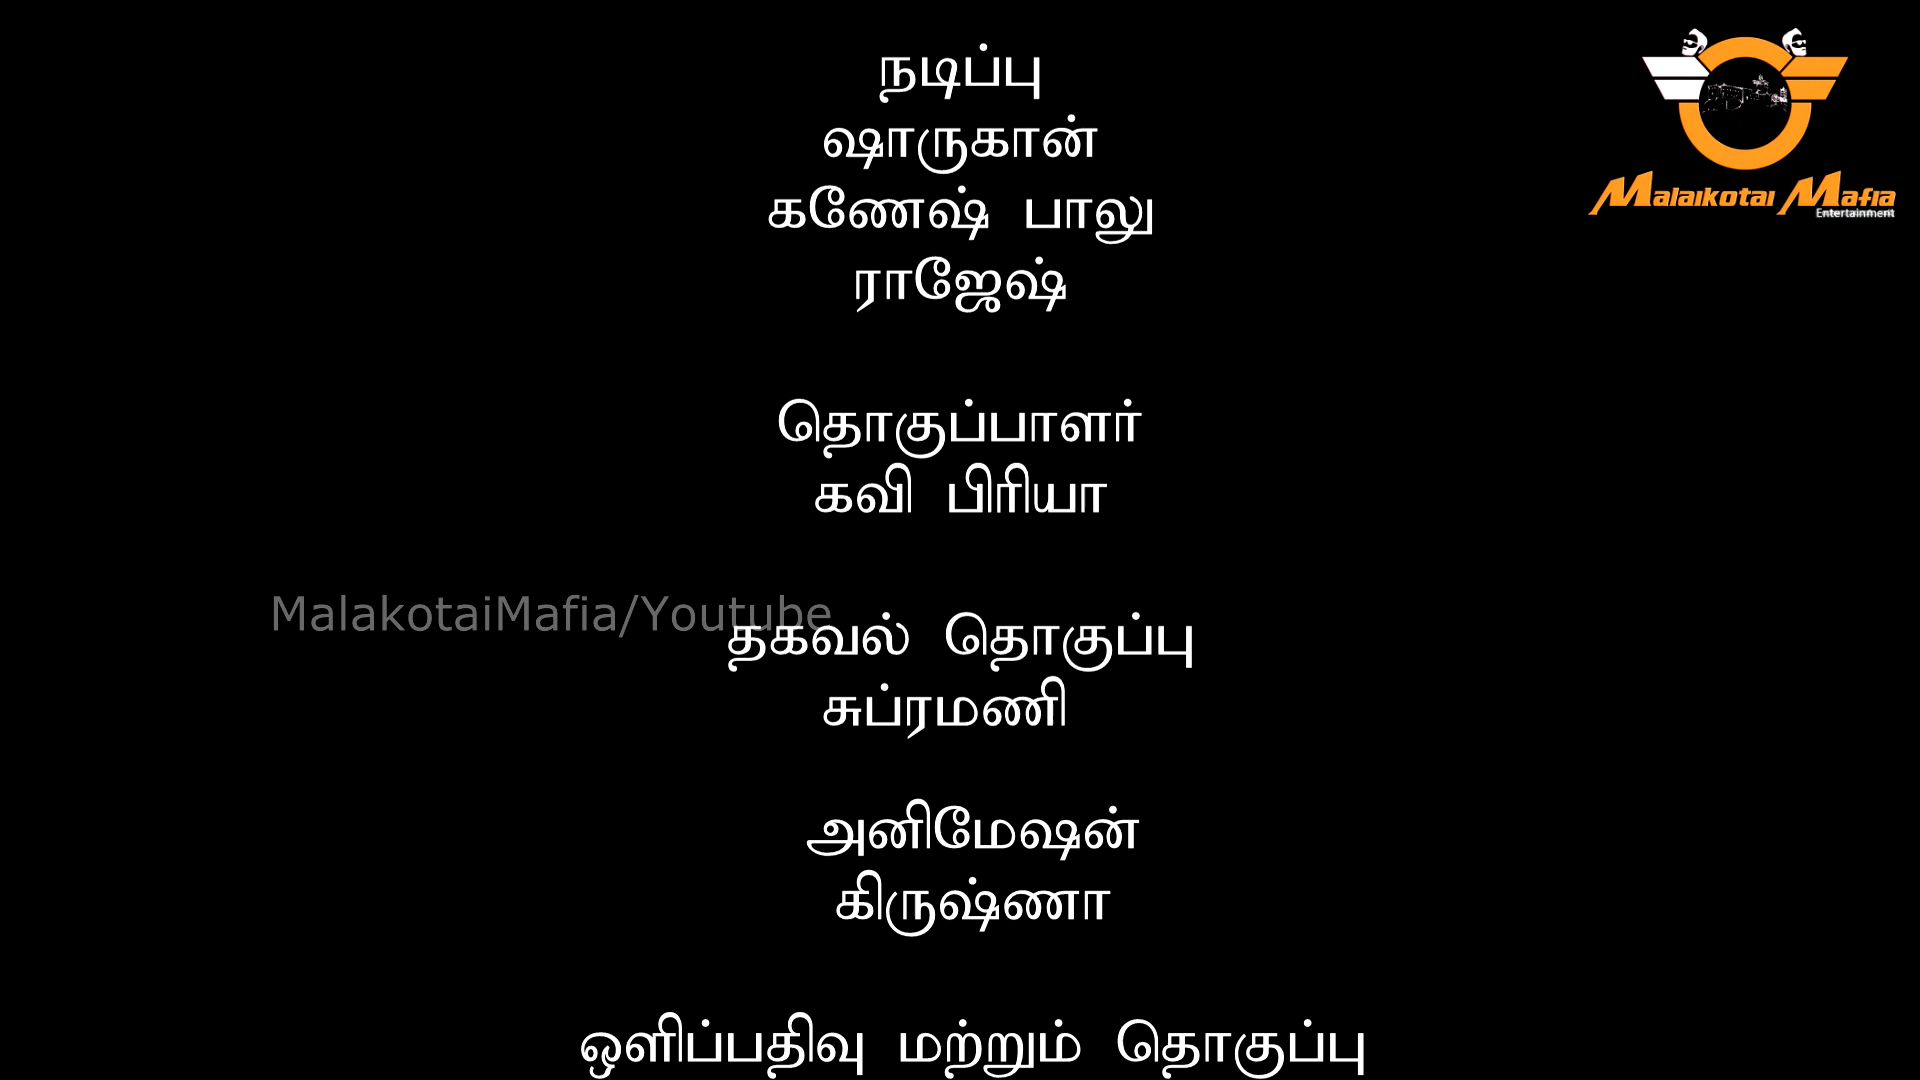 நடிப்பு
ஷாருகான்
கணேஷ் பாலு
ராஜேஷ்
தொகுப்பாளர்
கவி பிரியா
MalakotaiMafia/Youtube
தகவல் தொகுப்பு
சுப்ரமணி
அனிமேஷன்
கிருஷ்ணா
ஒளிப்பதிவு மற்றும் தொகுப்பு
Malaikotai Mafia
Entertainment